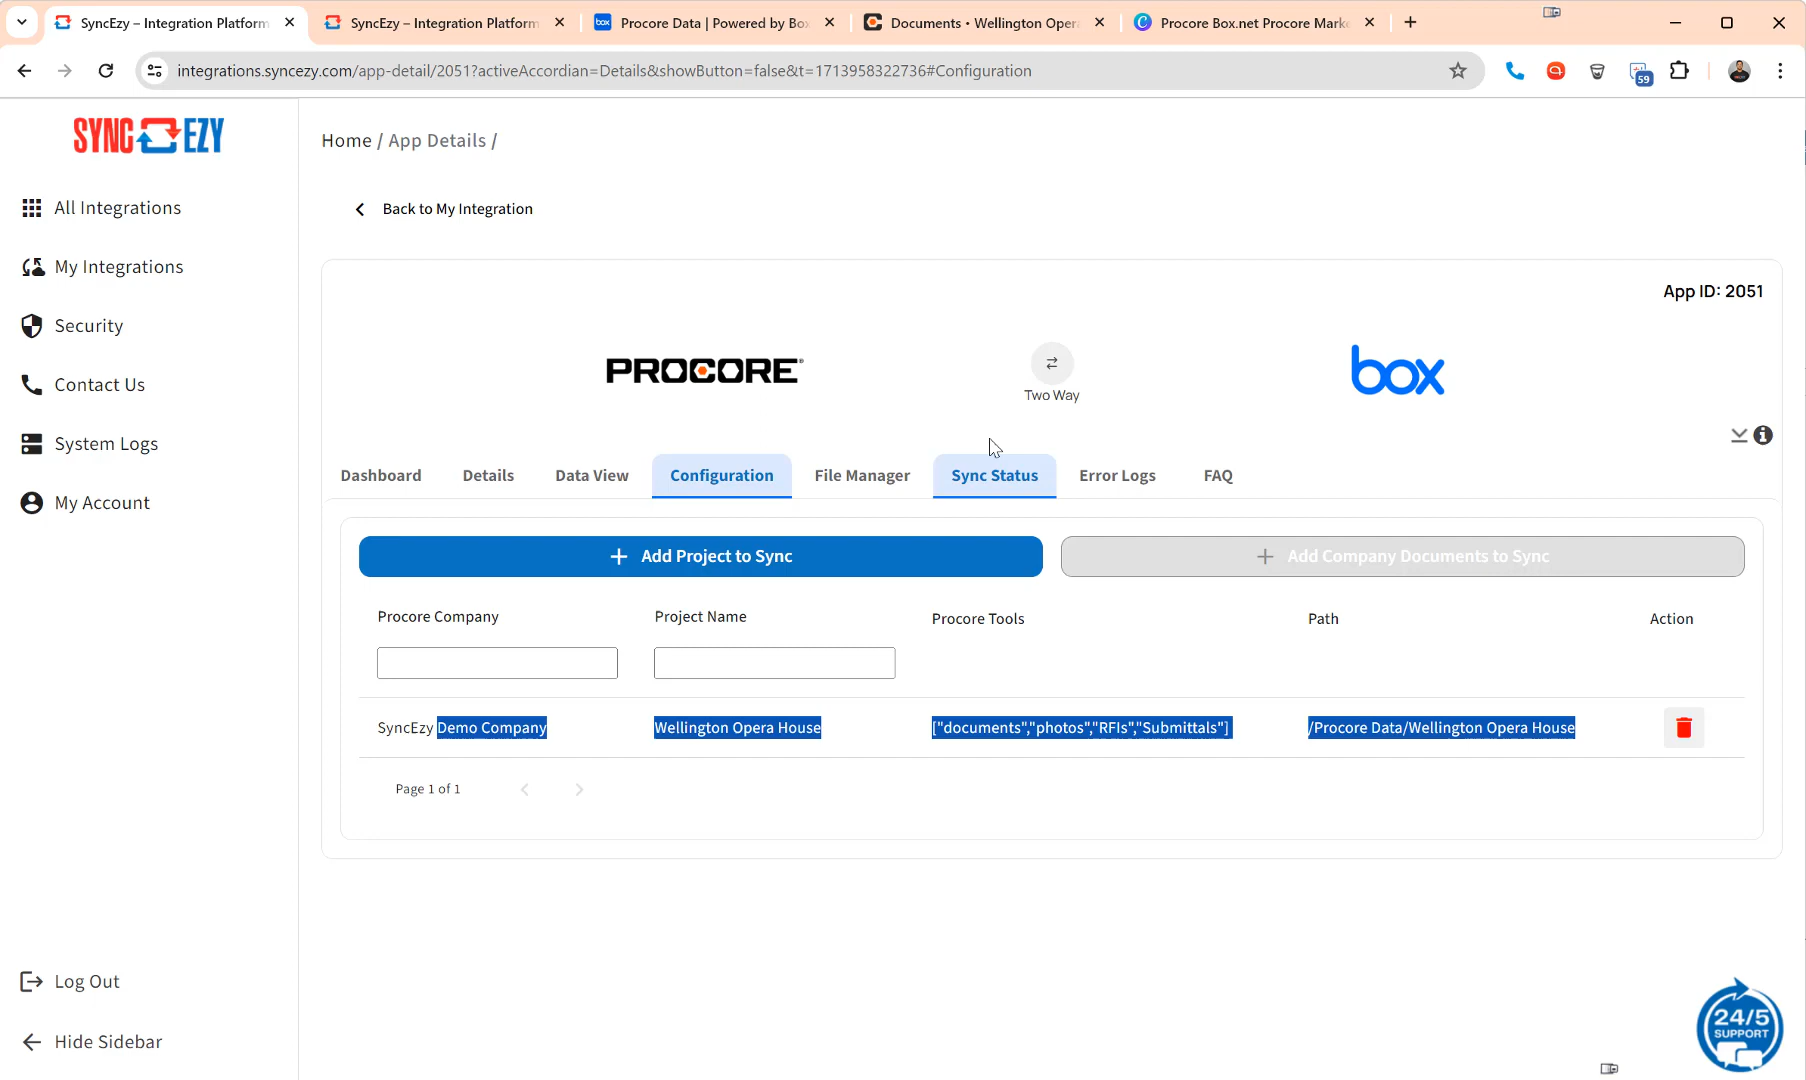 SyncEzy – Integration Platform
SyncEzy – Integration Platform
box Procore Data | Powered by Box
Documents • Wellington Oper
Procore Box.net Procore Mark
integrations.syncezy.com/app-detail/2051?activeAccordian=Details&showButton=false&t=1713958322736#Configuration
59
SYNC EZY
Home / App Details /
All Integrations
My Integrations
Security
Contact Us
System Logs
My Account
Back to My Integration
App ID: 2051
PROCORE®
Two Way
box
Dashboard Details Data View Configuration File Manager Sync Status Error Logs FAQ
+ Add Project to Sync
+ Add Company Documents to Sync
Procore Company Project Name Procore Tools Path Action
SyncEzy Demo Company Wellington Opera House ["documents","photos","RFIs","Submittals"] /Procore Data/Wellington Opera House
Page 1 of 1
Log Out
Hide Sidebar
24/5
SUPPORT